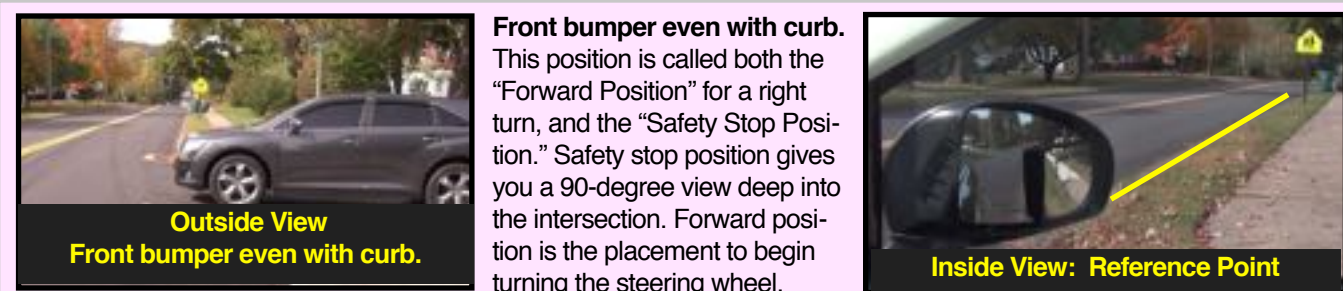 Outside View
Front bumper even with curb.
Front bumper even with curb.
This position is called both the
“Forward Position” for a right
turn, and the “Safety Stop Posi-
tion.” Safety stop position gives
you a 90-degree view deep into
the intersection. Forward posi-
tion is the placement to begin
turning the steering wheel.
Inside View:  Reference Point